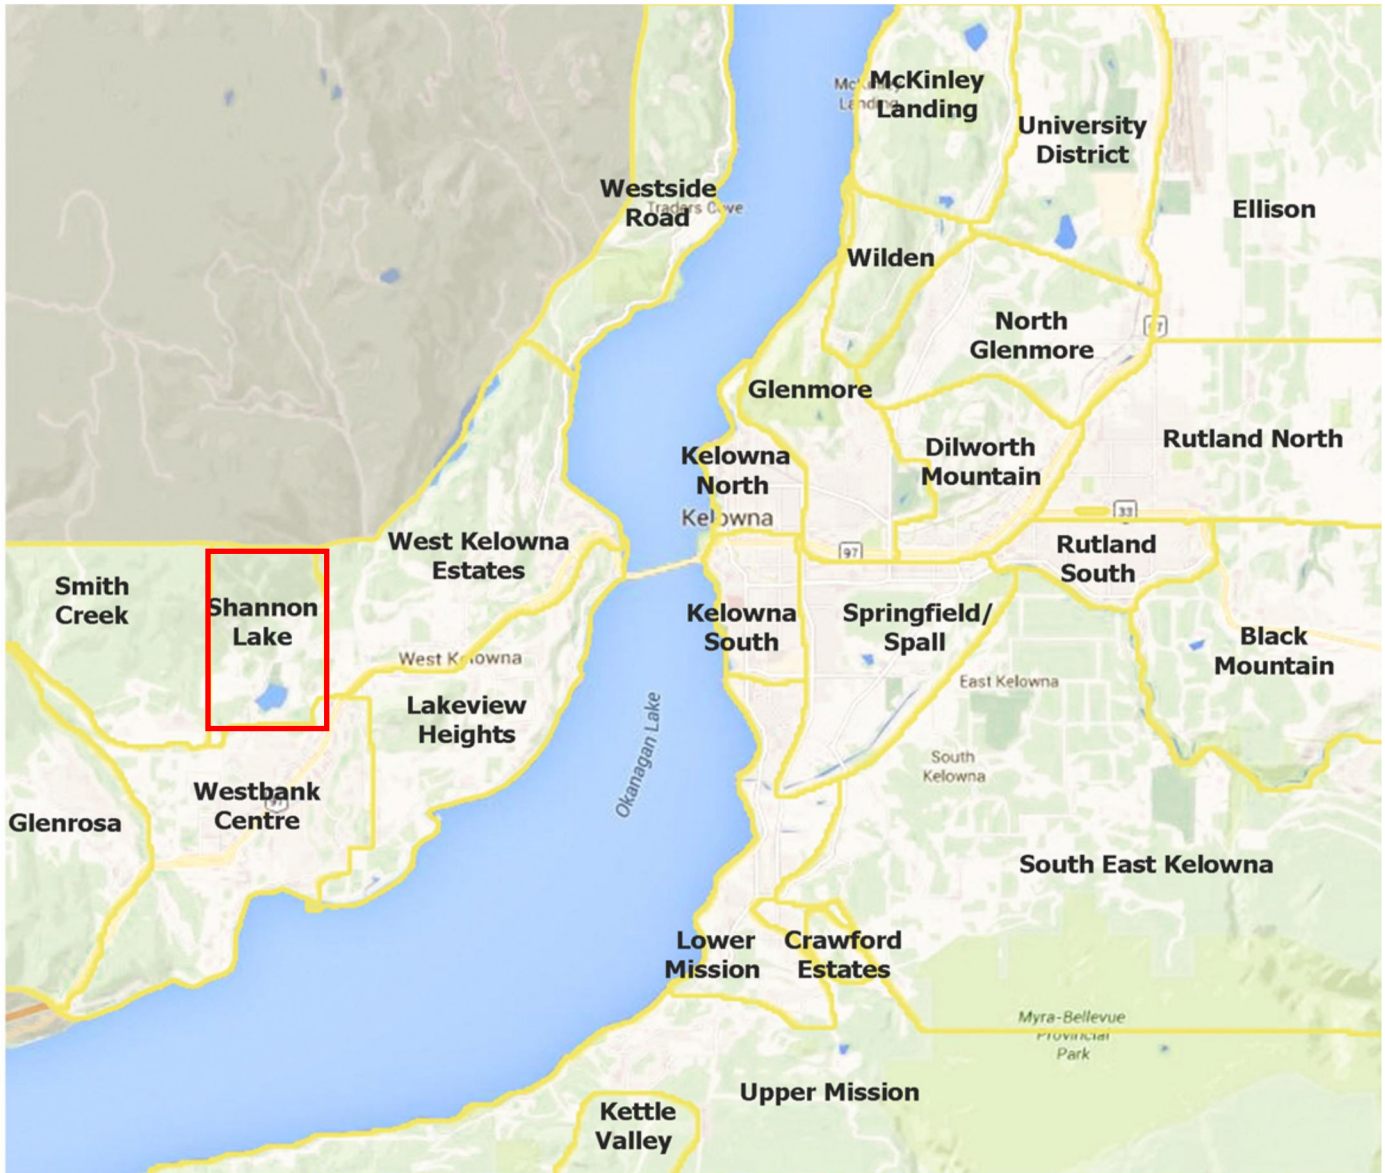 McKinley
Landing
McKinley
Landing
University
District
Westside
Road
Traders Cove
Ellison
Wilden
North
Glenmore
97
Glenmore
Rutland North
Dilworth
Mountain
Kelowna
North
Kelowna
33
West Kelowna
Estates
97
Rutland
South
Smith
Creek
Shannon
Lake
Kelowna
South
Springfield/
Spall
Black
Mountain
West Kelowna
East Kelowna
Lakeview
Heights
Okanagan Lake
South
Kelowna
Westbank
Centre
97
Glenrosa
South East Kelowna
Lower
Mission
Crawford
Estates
Myra-Bellevue
Provincial
Park
Upper Mission
Kettle
Valley